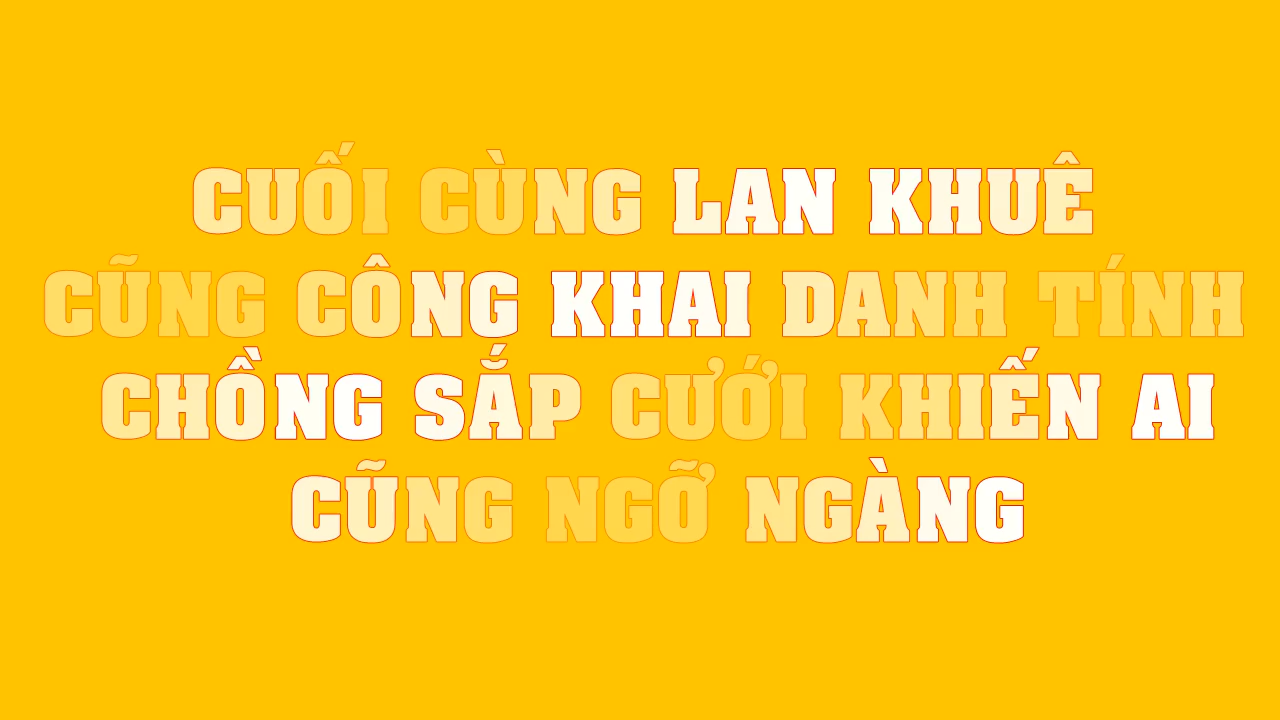 CUỐI CÙNG LAN KHUÊ
CŨNG CÔNG KHAI DANH TÍNH
CHỒNG SẮP CƯỚI KHIẾN AI
CŨNG NGỠ NGÀNG